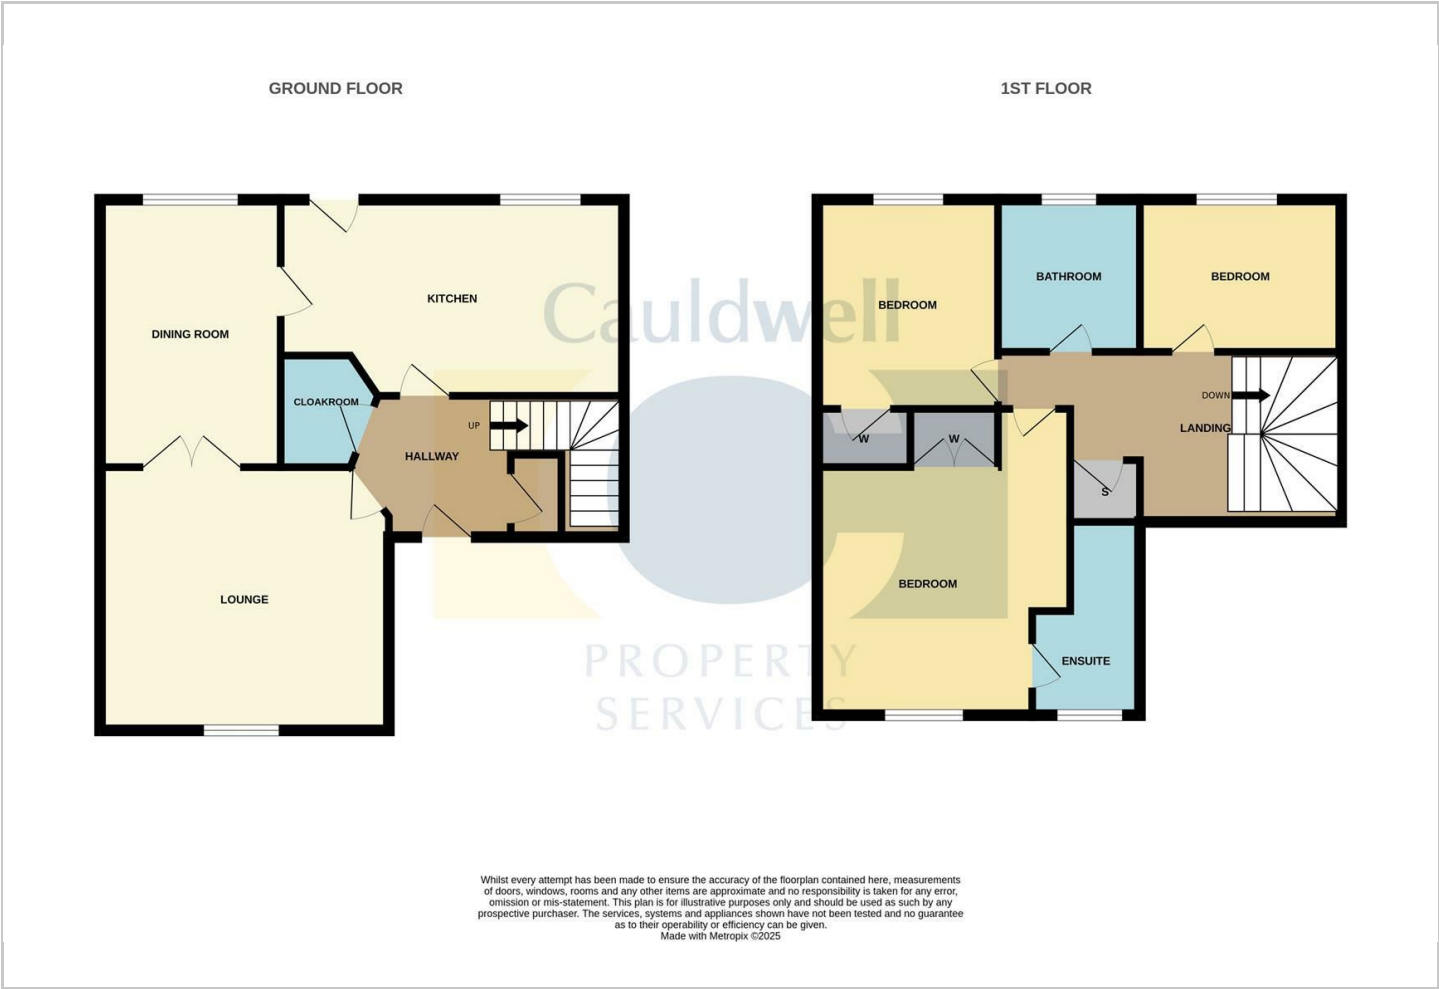 GROUND FLOOR
1ST FLOOR
KITCHEN
DINING ROOM
CLOAKROOM
UP
HALLWAY
LOUNGE
BEDROOM
BATHROOM
BEDROOM
DOWN
LANDING
W
W
S
BEDROOM
ENSUITE
Cauldwell
PROPERTY
SERVICES
Whilst every attempt has been made to ensure the accuracy of the floorplan contained here, measurements
of doors, windows, rooms and any other items are approximate and no responsibility is taken for any error,
omission or mis-statement. This plan is for illustrative purposes only and should be used as such by any
prospective purchaser. The services, systems and appliances shown have not been tested and no guarantee
as to their operability or efficiency can be given.
Made with Metropix ©2025